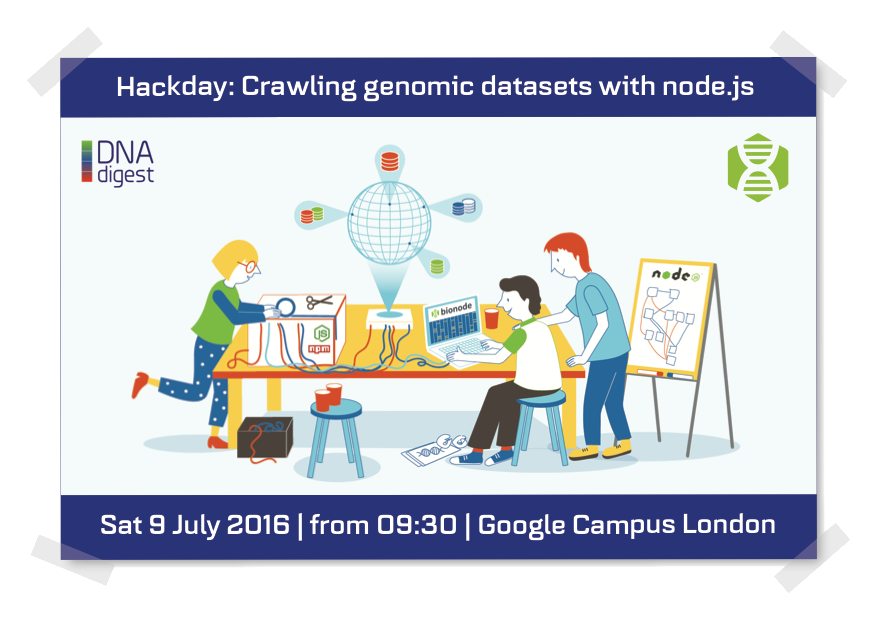 Hackday: Crawling genomic datasets with node.js
DNA
digest
JS
npm
bionode
node
Sat 9 July 2016 | from 09:30 | Google Campus London